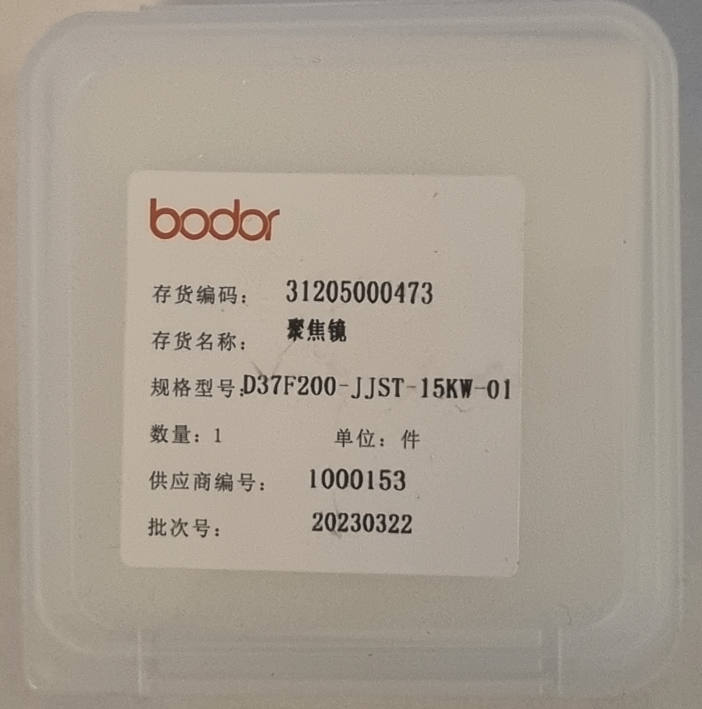 bodor
存货编码： 31205000473
存货名称： 聚焦镜
规格型号:D37F200-JJST-15KW-01
数量：1 单位：件
供应商编号： 1000153
批次号： 20230322